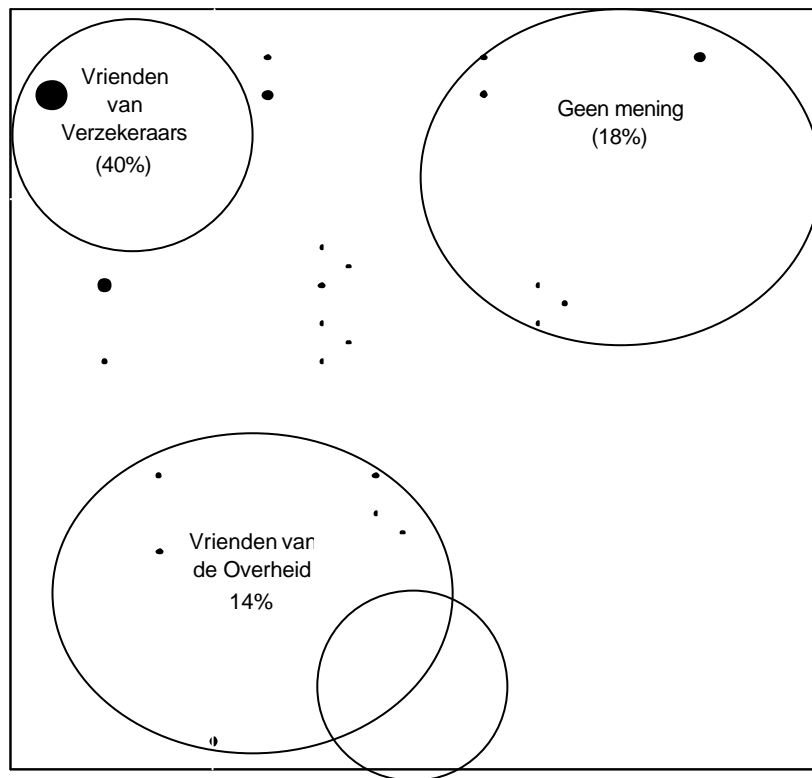 Vrienden
van
Verzekeraars
(40%)
Geen mening
(18%)
Vrienden van
de Overheid
14%